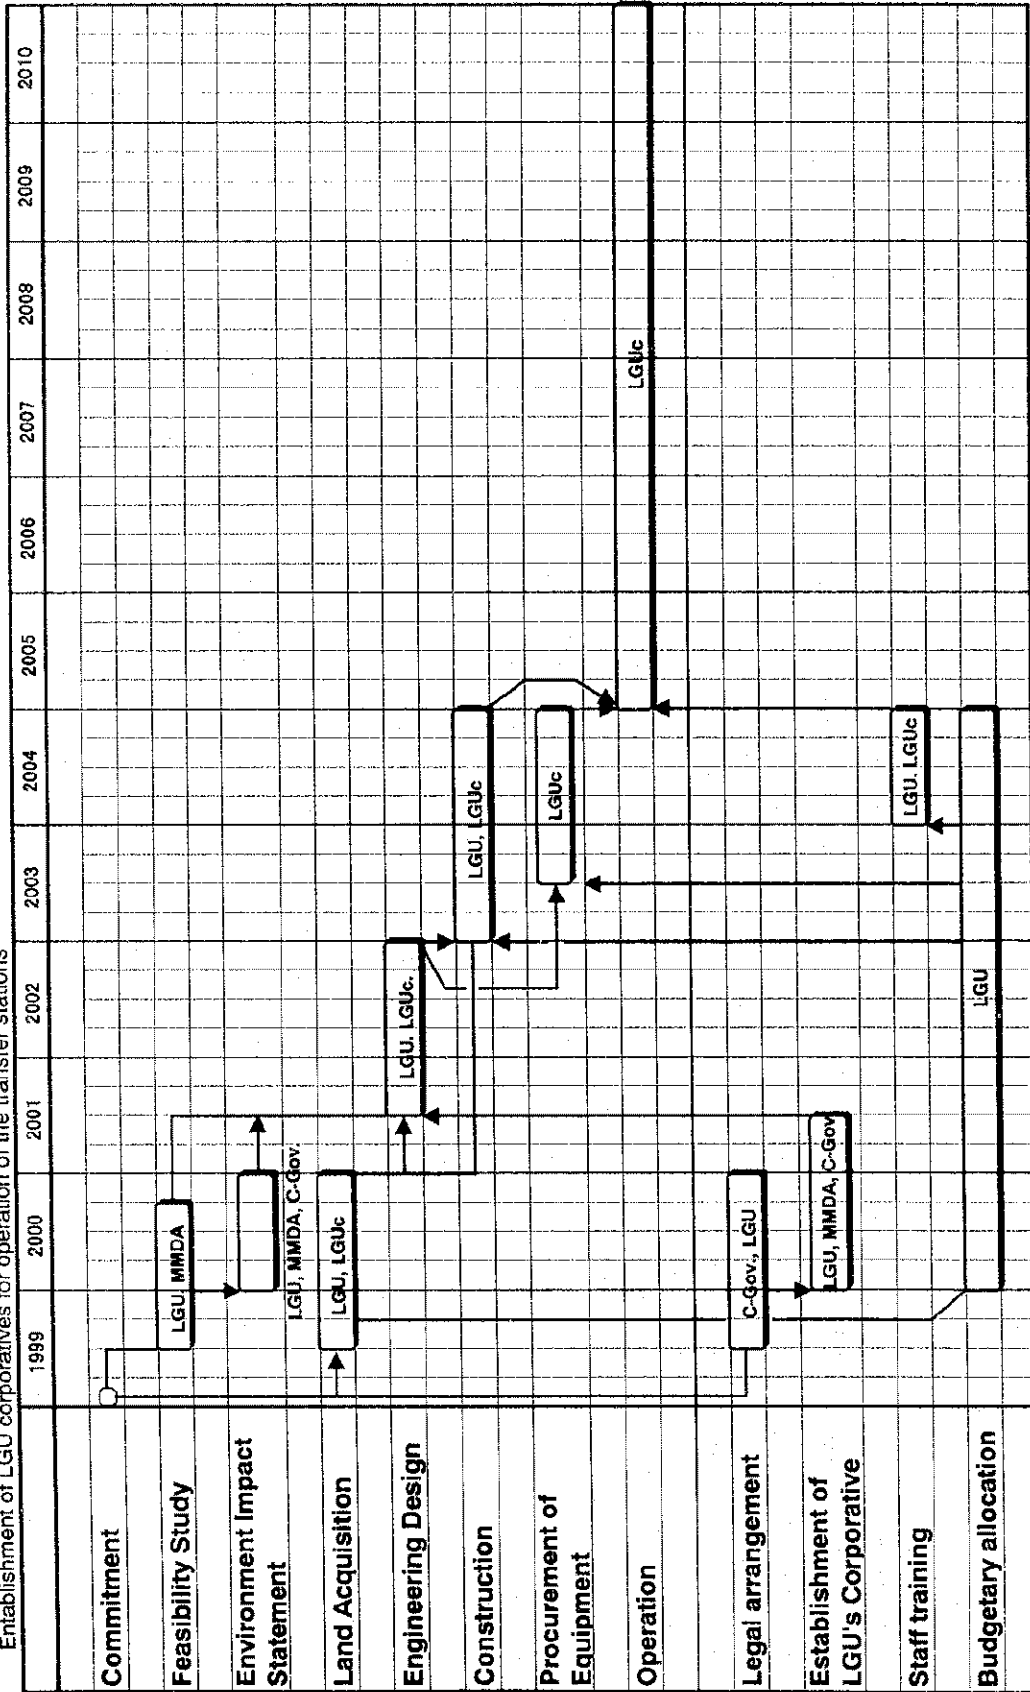 Entablishment of LGU corporatives for operation of the transfer stations
1999 2000 2001 2002 2003 2004 2005 2006 2007 2008 2009 2010
Commitment
Feasibility Study
LGU. MMDA
Environment Impact
Statement
LGU, MMDA, C-Gov.
Land Acquisition
LGU, LGUc
Engineering Design
LGU. LGUc.
Construction
LGU, LGUc
Procurement of
Equipment
LGUc
Operation
LGUc
Legal arrangement
C-Gov., LGU
Establishment of
LGU's Corporative
LGU, MMDA, C-Gov
Staff training
LGU. LGUc
Budgetary allocation
LGU